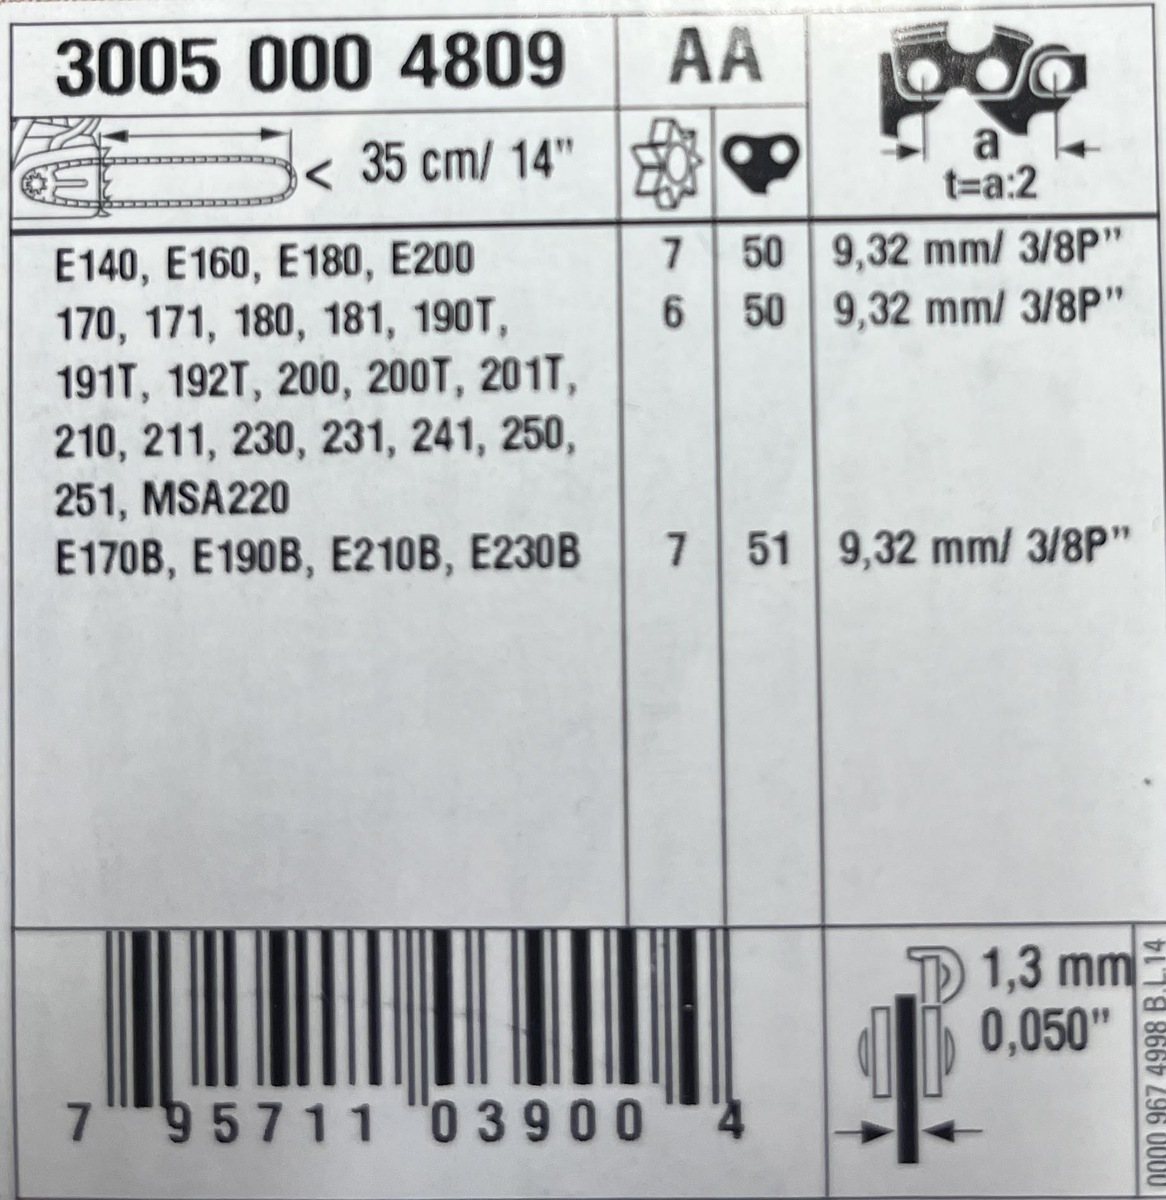 3005 000 4809
AA
a
t=a:2
< 35 cm/ 14"
E140, E160, E180, E200 7 50 9,32 mm/ 3/8P"
170, 171, 180, 181, 190T, 6 50 9,32 mm/ 3/8P"
191T, 192T, 200, 200T, 201T,
210, 211, 230, 231, 241, 250,
251, MSA220
E170B, E190B, E210B, E230B 7 51 9,32 mm/ 3/8P"
1,3 mm
0,050"
7 95711 03900 4
0000 967 4998 B.L.14